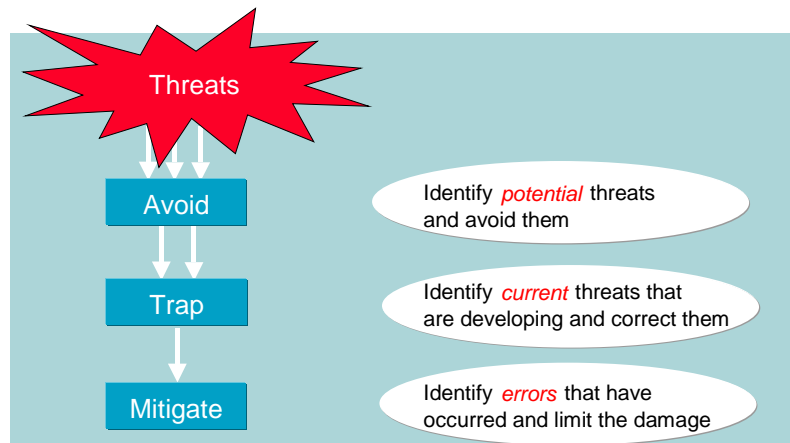 Threats
Avoid
Identify potential threats
and avoid them
Trap
Identify current threats that
are developing and correct them
Mitigate
Identify errors that have
occurred and limit the damage